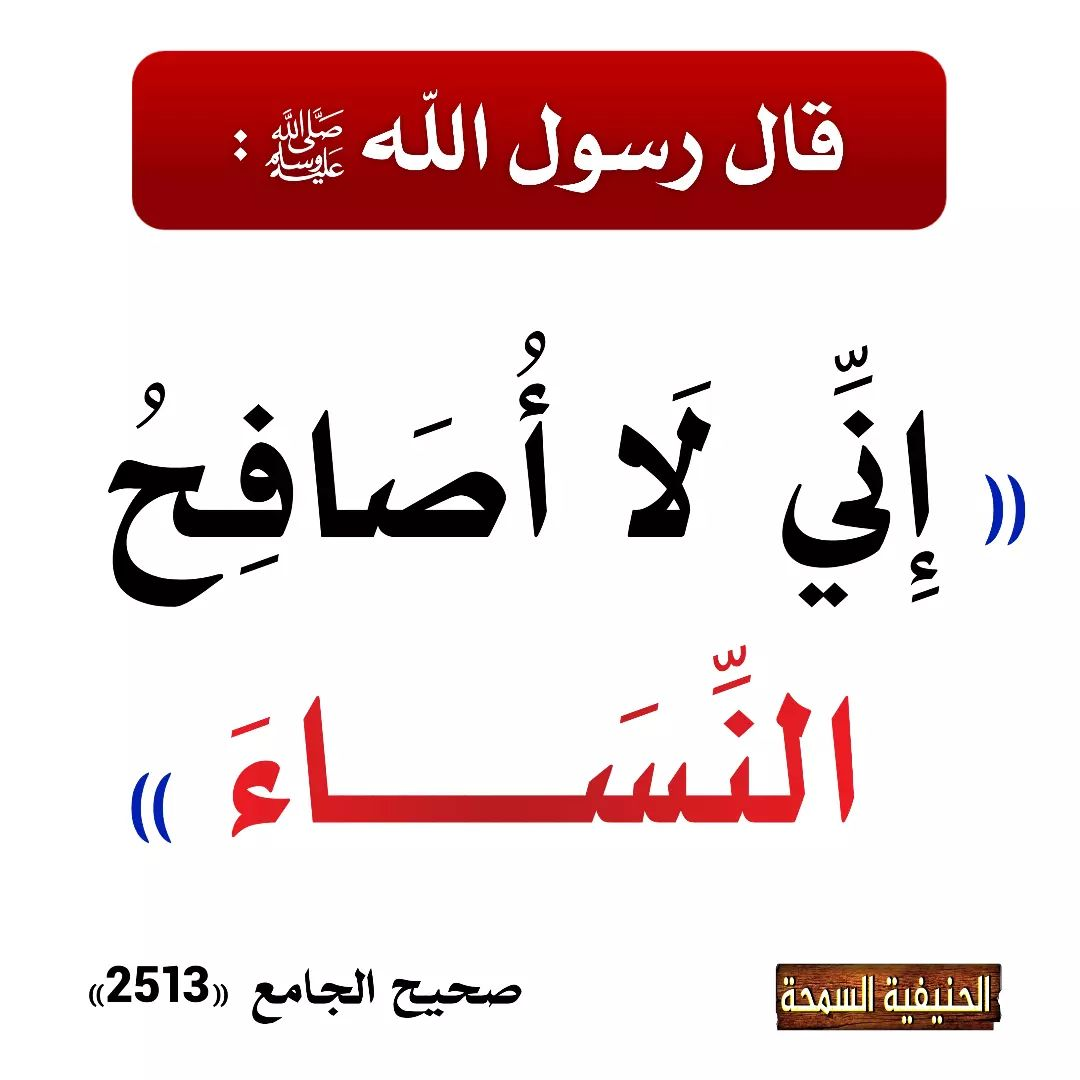 قال رسول الله ﷺ :
(( إِنِّي لَا أُصَافِحُ
النِّسَـــاءَ ))
صحيح الجامع ((2513))
الحنيفية السمحة